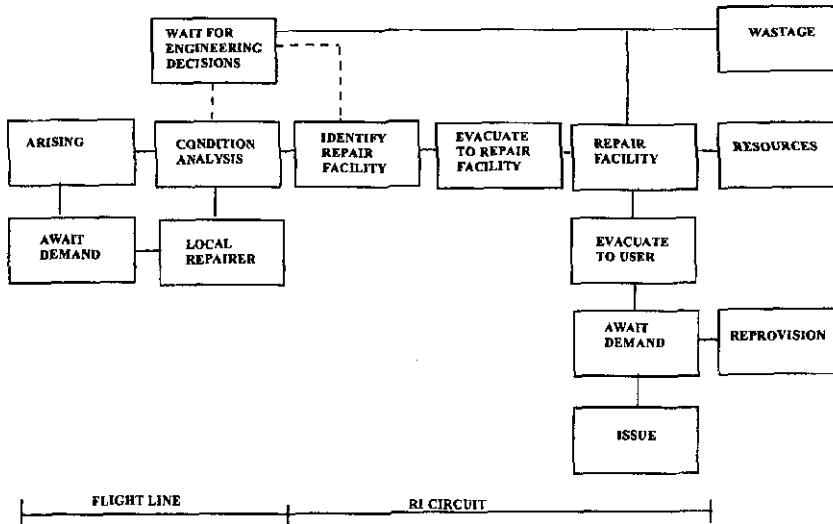 WAIT FOR
ENGINEERING
DECISIONS
WASTAGE
ARISING
CONDITION
ANALYSIS
IDENTIFY
REPAIR
FACILITY
EVACUATE
TO REPAIR
FACILITY
REPAIR
FACILITY
RESOURCES
AWAIT
DEMAND
LOCAL
REPAIRER
EVACUATE
TO USER
AWAIT
DEMAND
REPROVISION
ISSUE
FLIGHT LINE
RI CIRCUIT